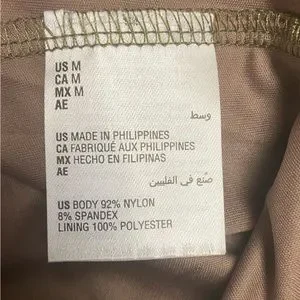 US M
CA M
MX M
AE
وسط
US MADE IN PHILIPPINES
CA FABRIQUÉ AUX PHILIPPINES
MX HECHO EN FILIPINAS
AE
صنع في الفلبين
US BODY 92% NYLON
8% SPANDEX
LINING 100% POLYESTER